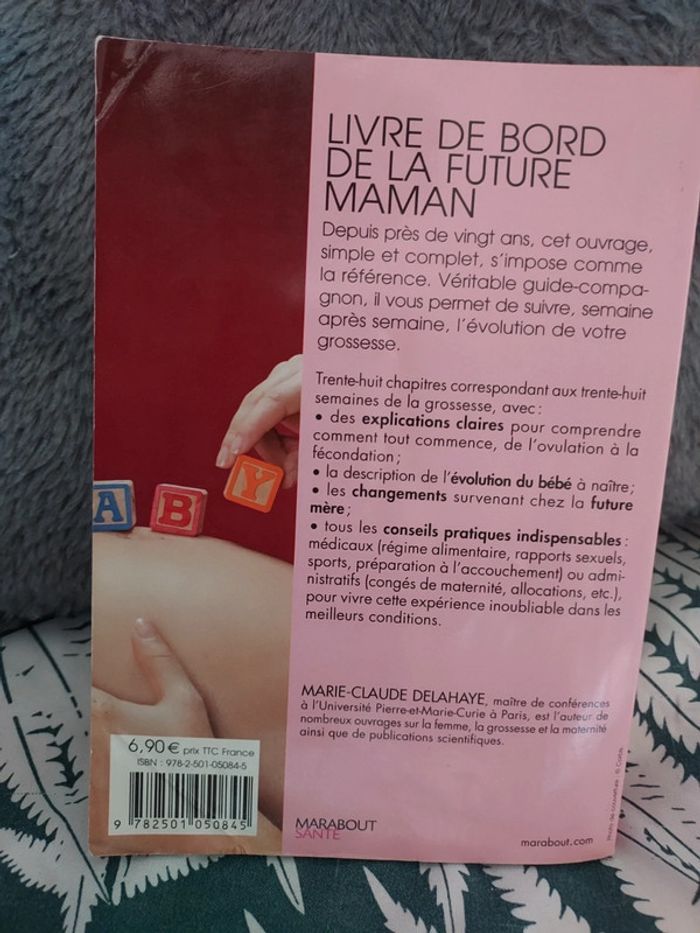 LIVRE DE BORD
DE LA FUTURE
MAMAN
Depuis près de vingt ans, cet ouvrage,
simple et complet, s'impose comme
la référence. Véritable guide-compa-
gnon, il vous permet de suivre, semaine
après semaine, l'évolution de votre
grossesse.
Trente-huit chapitres correspondant aux trente-huit
semaines de la grossesse, avec :
• des explications claires pour comprendre
comment tout commence, de l'ovulation à la
fécondation ;
• la description de l'évolution du bébé à naître ;
• les changements survenant chez la future
mère ;
• tous les conseils pratiques indispensables :
médicaux (régime alimentaire, rapports sexuels,
sports, préparation à l'accouchement) ou admi-
nistratifs (congés de maternité, allocations, etc.),
pour vivre cette expérience inoubliable dans les
meilleurs conditions.
MARIE-CLAUDE DELAHAYE, maître de conférences
à l'Université Pierre-et-Marie-Curie à Paris, est l'auteur de
nombreux ouvrages sur la femme, la grossesse et la maternité
ainsi que de publications scientifiques.
A B Y
6,90 € prix TTC France
ISBN : 978-2-501-05084-5
9 782501 050845
MARABOUT
SANTÉ
marabout.com
Photo de couverture : © Corbis